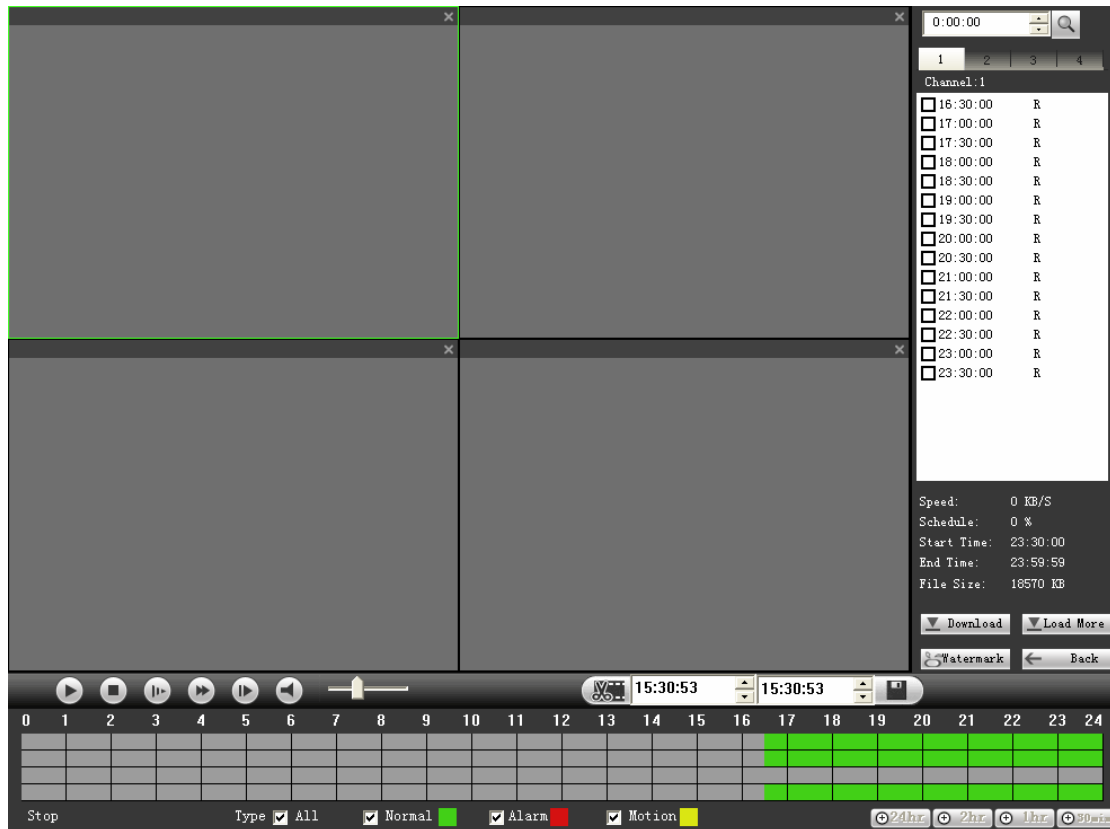 0:00:00
1 2 3 4
Channel:1
16:30:00 R
17:00:00 R
17:30:00 R
18:00:00 R
18:30:00 R
19:00:00 R
19:30:00 R
20:00:00 R
20:30:00 R
21:00:00 R
21:30:00 R
22:00:00 R
22:30:00 R
23:00:00 R
23:30:00 R
Speed: 0 KB/S
Schedule: 0 %
Start Time: 23:30:00
End Time: 23:59:59
File Size: 18570 KB
Download Load More
Watermark Back
15:30:53 15:30:53
0 1 2 3 4 5 6 7 8 9 10 11 12 13 14 15 16 17 18 19 20 21 22 23 24
Stop Type All Normal Alarm Motion 24hr 2hr 1hr 30min